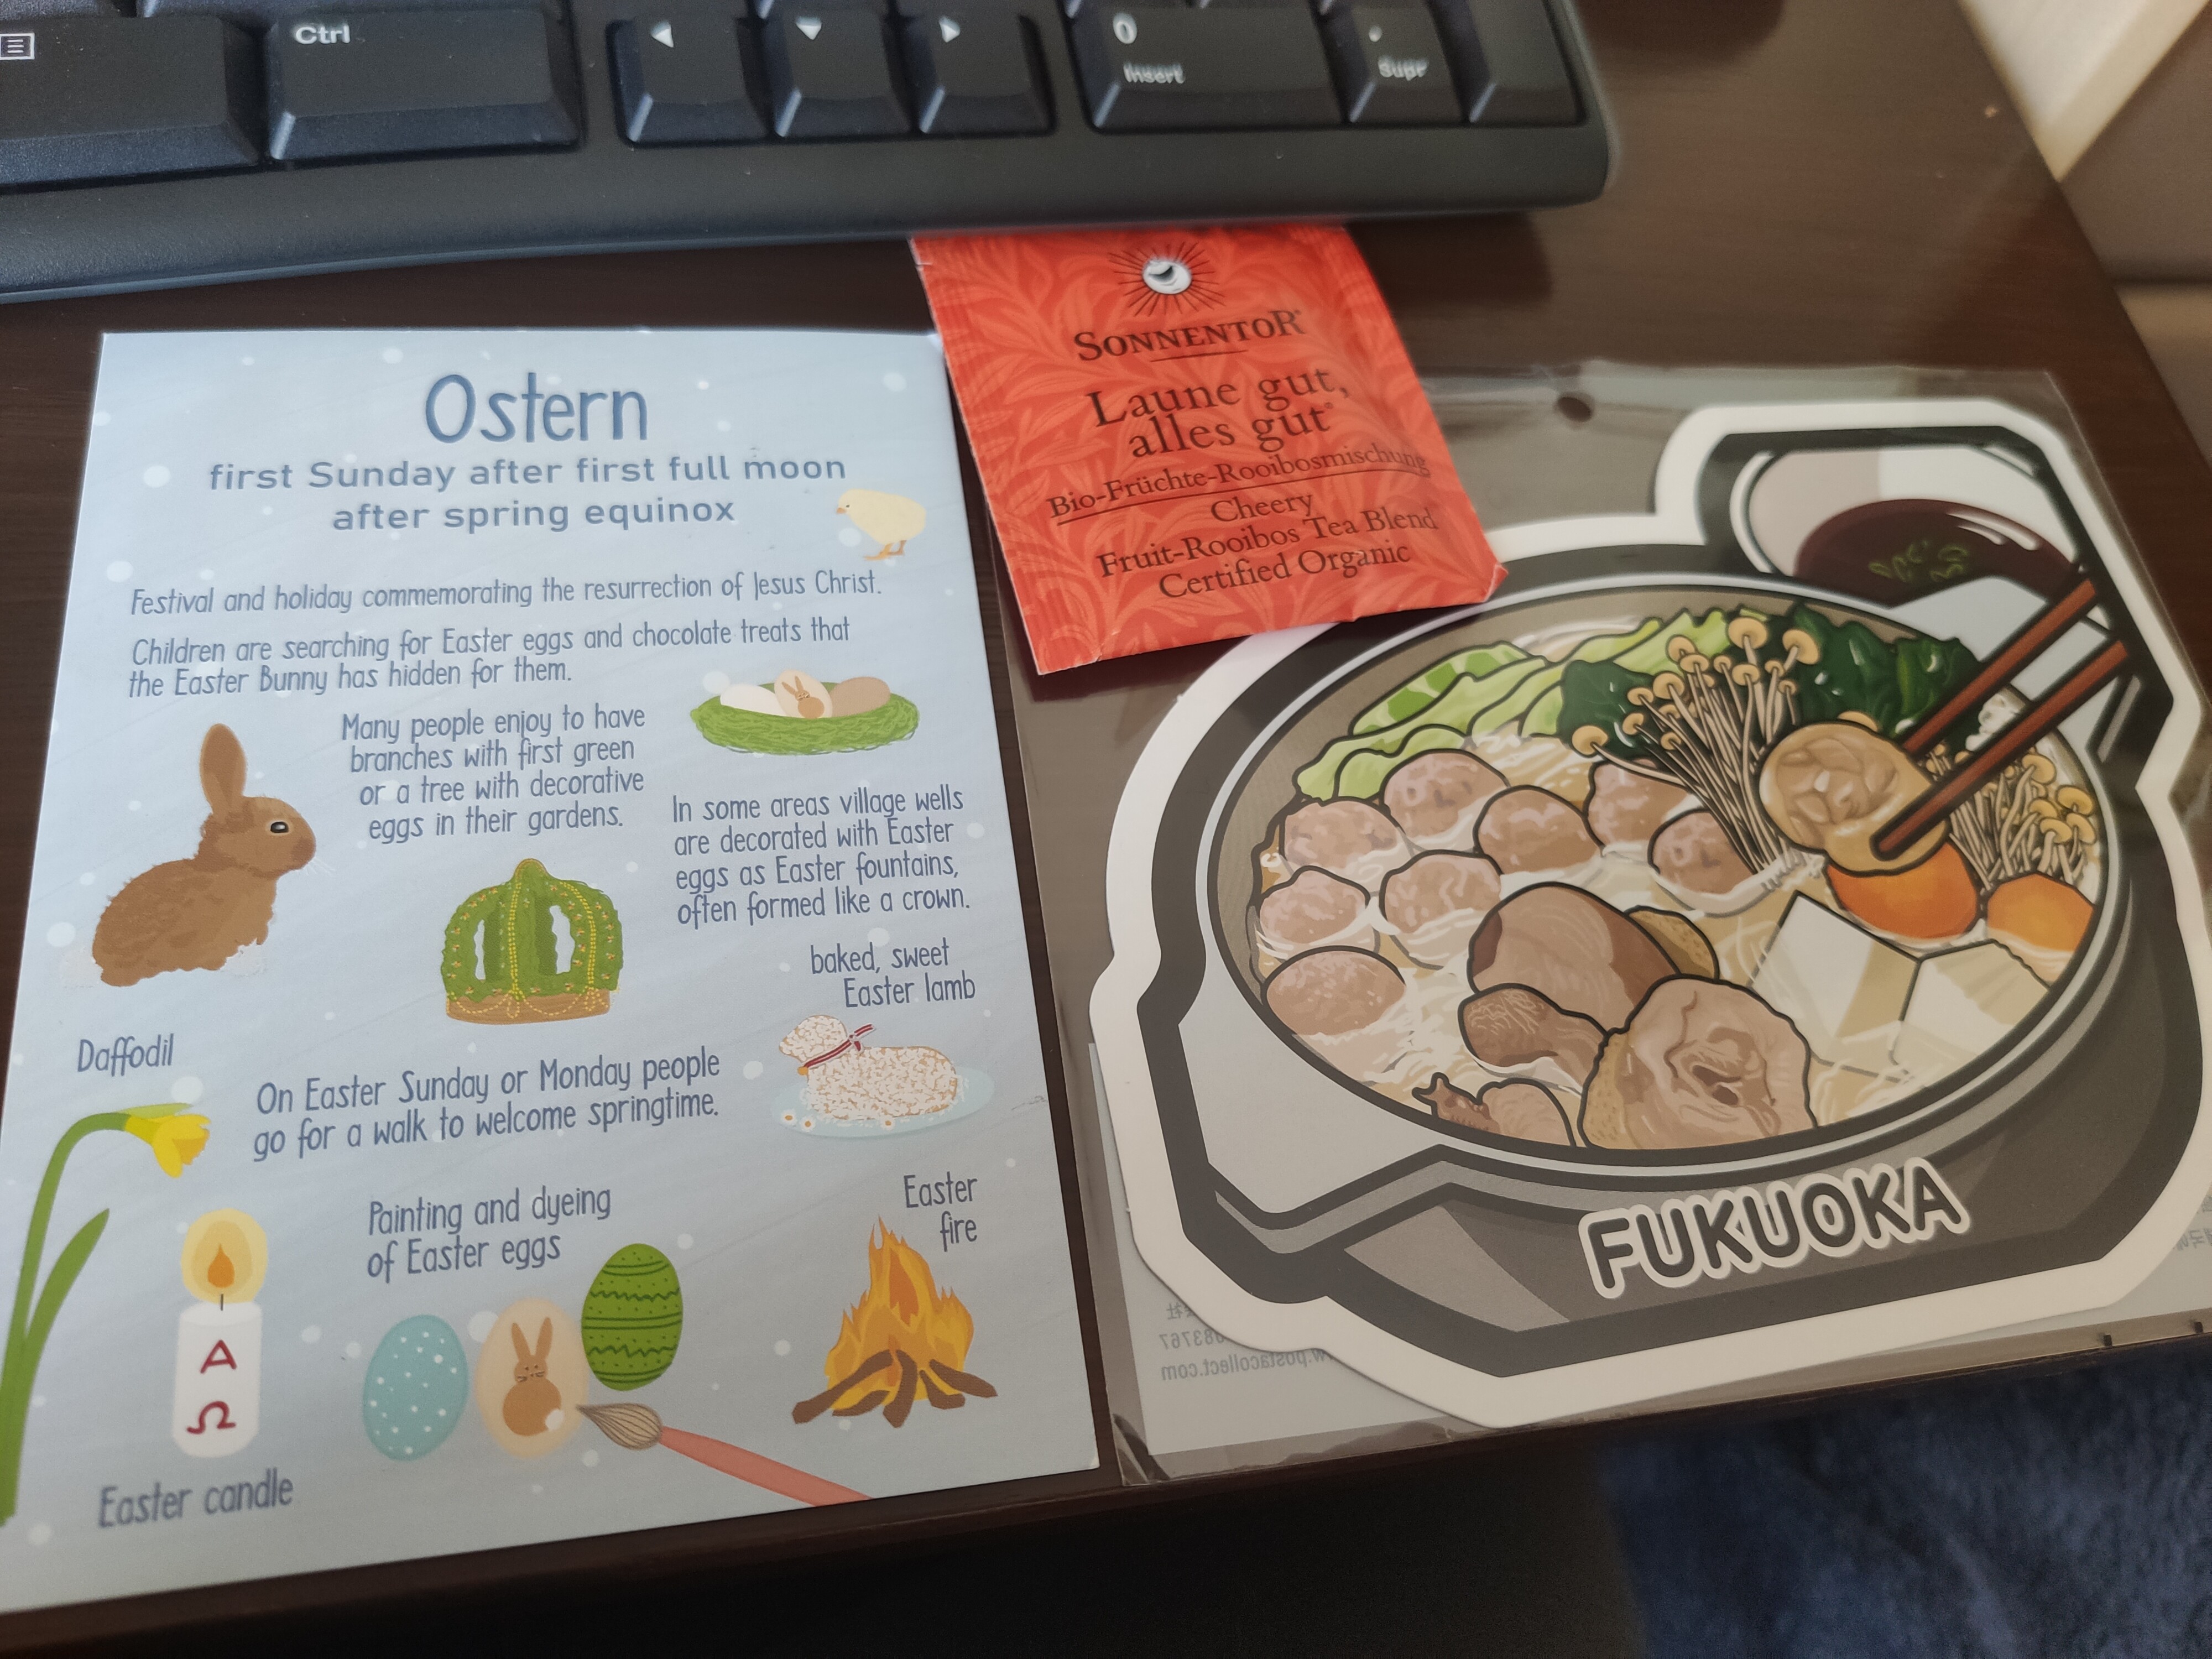 Ctrl
0
Insert
.
Supr
Ostern
first Sunday after first full moon
after spring equinox
Festival and holiday commemorating the resurrection of Jesus Christ.
Children are searching for Easter eggs and chocolate treats that
the Easter Bunny has hidden for them.
Many people enjoy to have
branches with first green
or a tree with decorative
eggs in their gardens.
In some areas village wells
are decorated with Easter
eggs as Easter fountains,
often formed like a crown.
baked, sweet
Easter lamb
Daffodil
On Easter Sunday or Monday people
go for a walk to welcome springtime.
Painting and dyeing
of Easter eggs
Easter
fire
Α
Ω
Easter candle
SONNENTOR®
Laune gut,
alles gut®
Bio-Früchte-Rooibosmischung
Cheery
Fruit-Rooibos Tea Blend
Certified Organic
FUKUOKA
083767
.postacollect.com